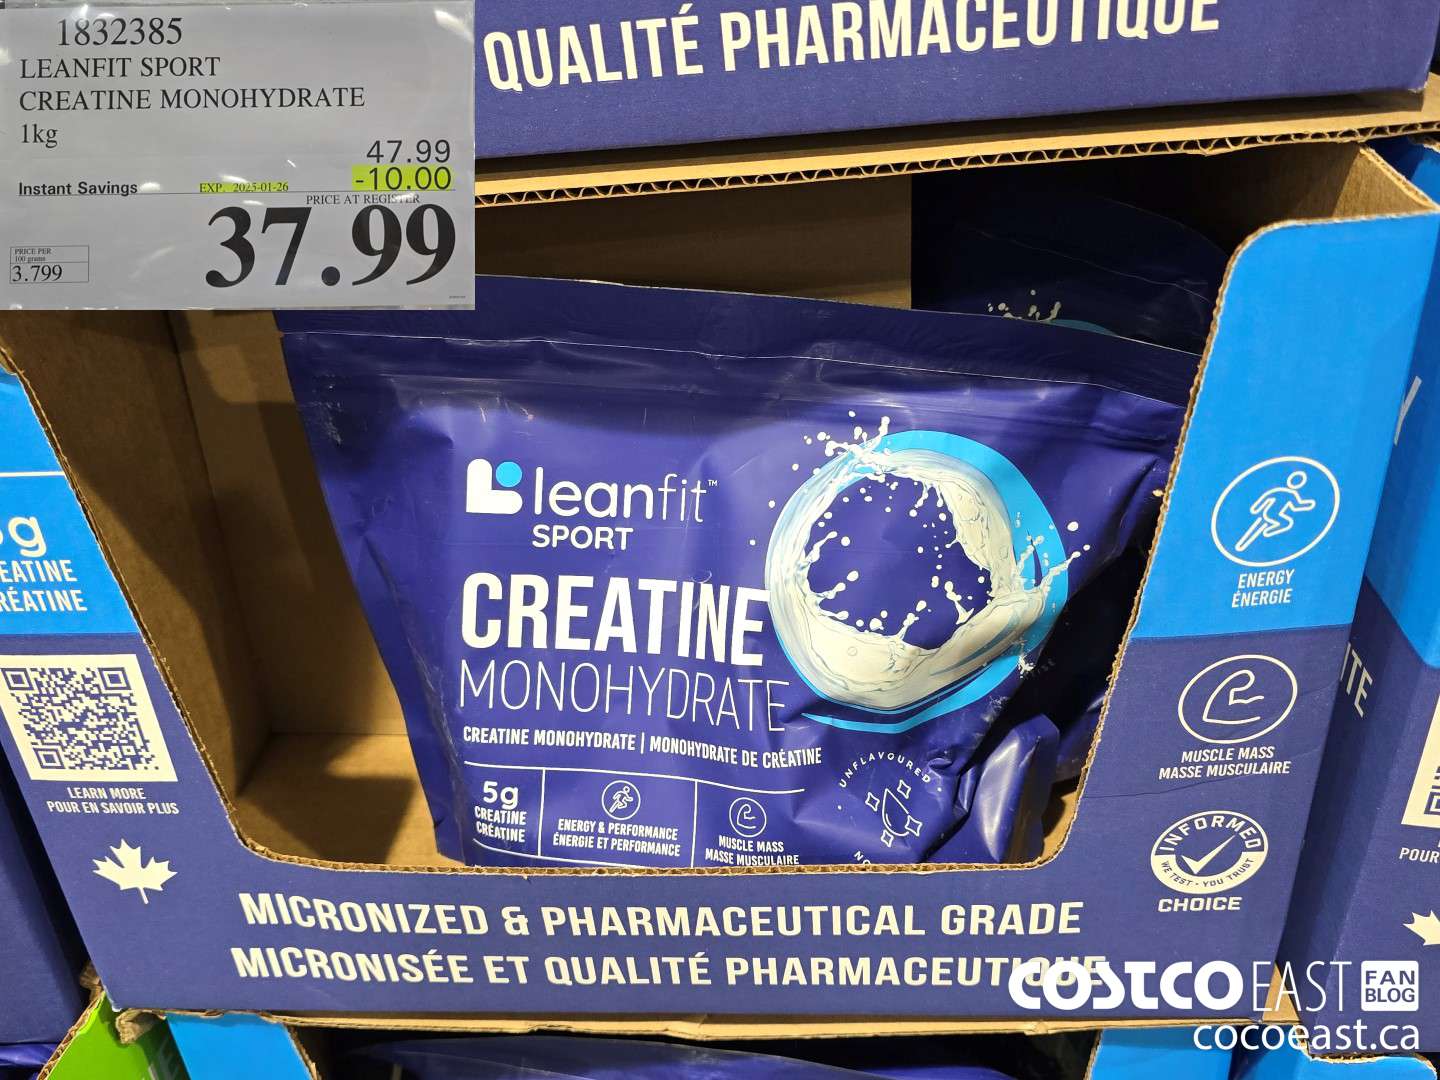 1832385
LEANFIT SPORT
CREATINE MONOHYDRATE
1kg
47.99
-10.00
Instant Savings EXP. 2025-01-26
PRICE AT REGISTER
37.99
PRICE PER
100 grams
3.799
QUALITÉ PHARMACEUTIQUE
leanfit™
SPORT
CREATINE
MONOHYDRATE
CREATINE MONOHYDRATE | MONOHYDRATE DE CRÉATINE
5g
CREATINE
CRÉATINE
ENERGY & PERFORMANCE
ÉNERGIE ET PERFORMANCE
MUSCLE MASS
MASSE MUSCULAIRE
UNFLAVOURED
NO
g
EATINE
RÉATINE
LEARN MORE
POUR EN SAVOIR PLUS
ENERGY
ÉNERGIE
MUSCLE MASS
MASSE MUSCULAIRE
INFORMED
WE TEST • YOU TRUST
CHOICE
ITE
POUR
MICRONIZED & PHARMACEUTICAL GRADE
MICRONISÉE ET QUALITÉ PHARMACEUTIQUE
COSTCO EAST FAN
BLOG
cocoeast.ca